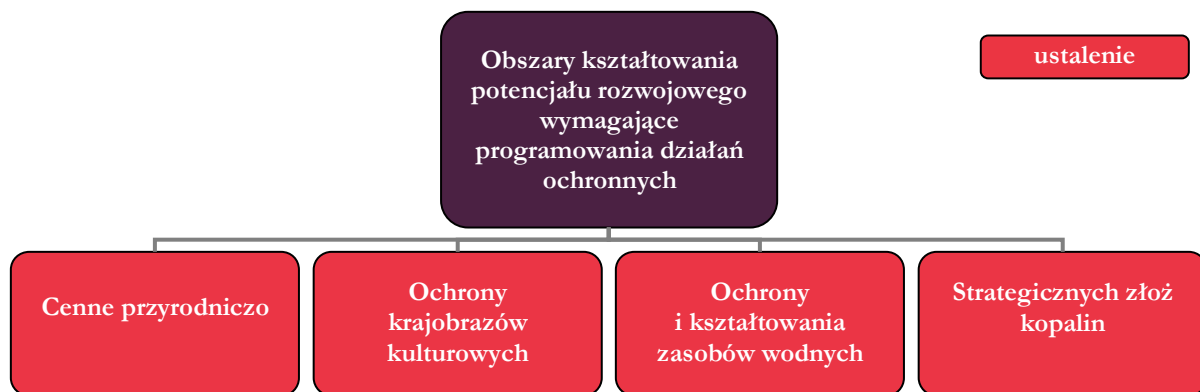 Obszary kształtowania
potencjału rozwojowego
wymagające
programowania działań
ochronnych
ustalenie
Cenne przyrodniczo
Ochrony
krajobrazów
kulturowych
Ochrony
i kształtowania
zasobów wodnych
Strategicznych złoż
kopalin